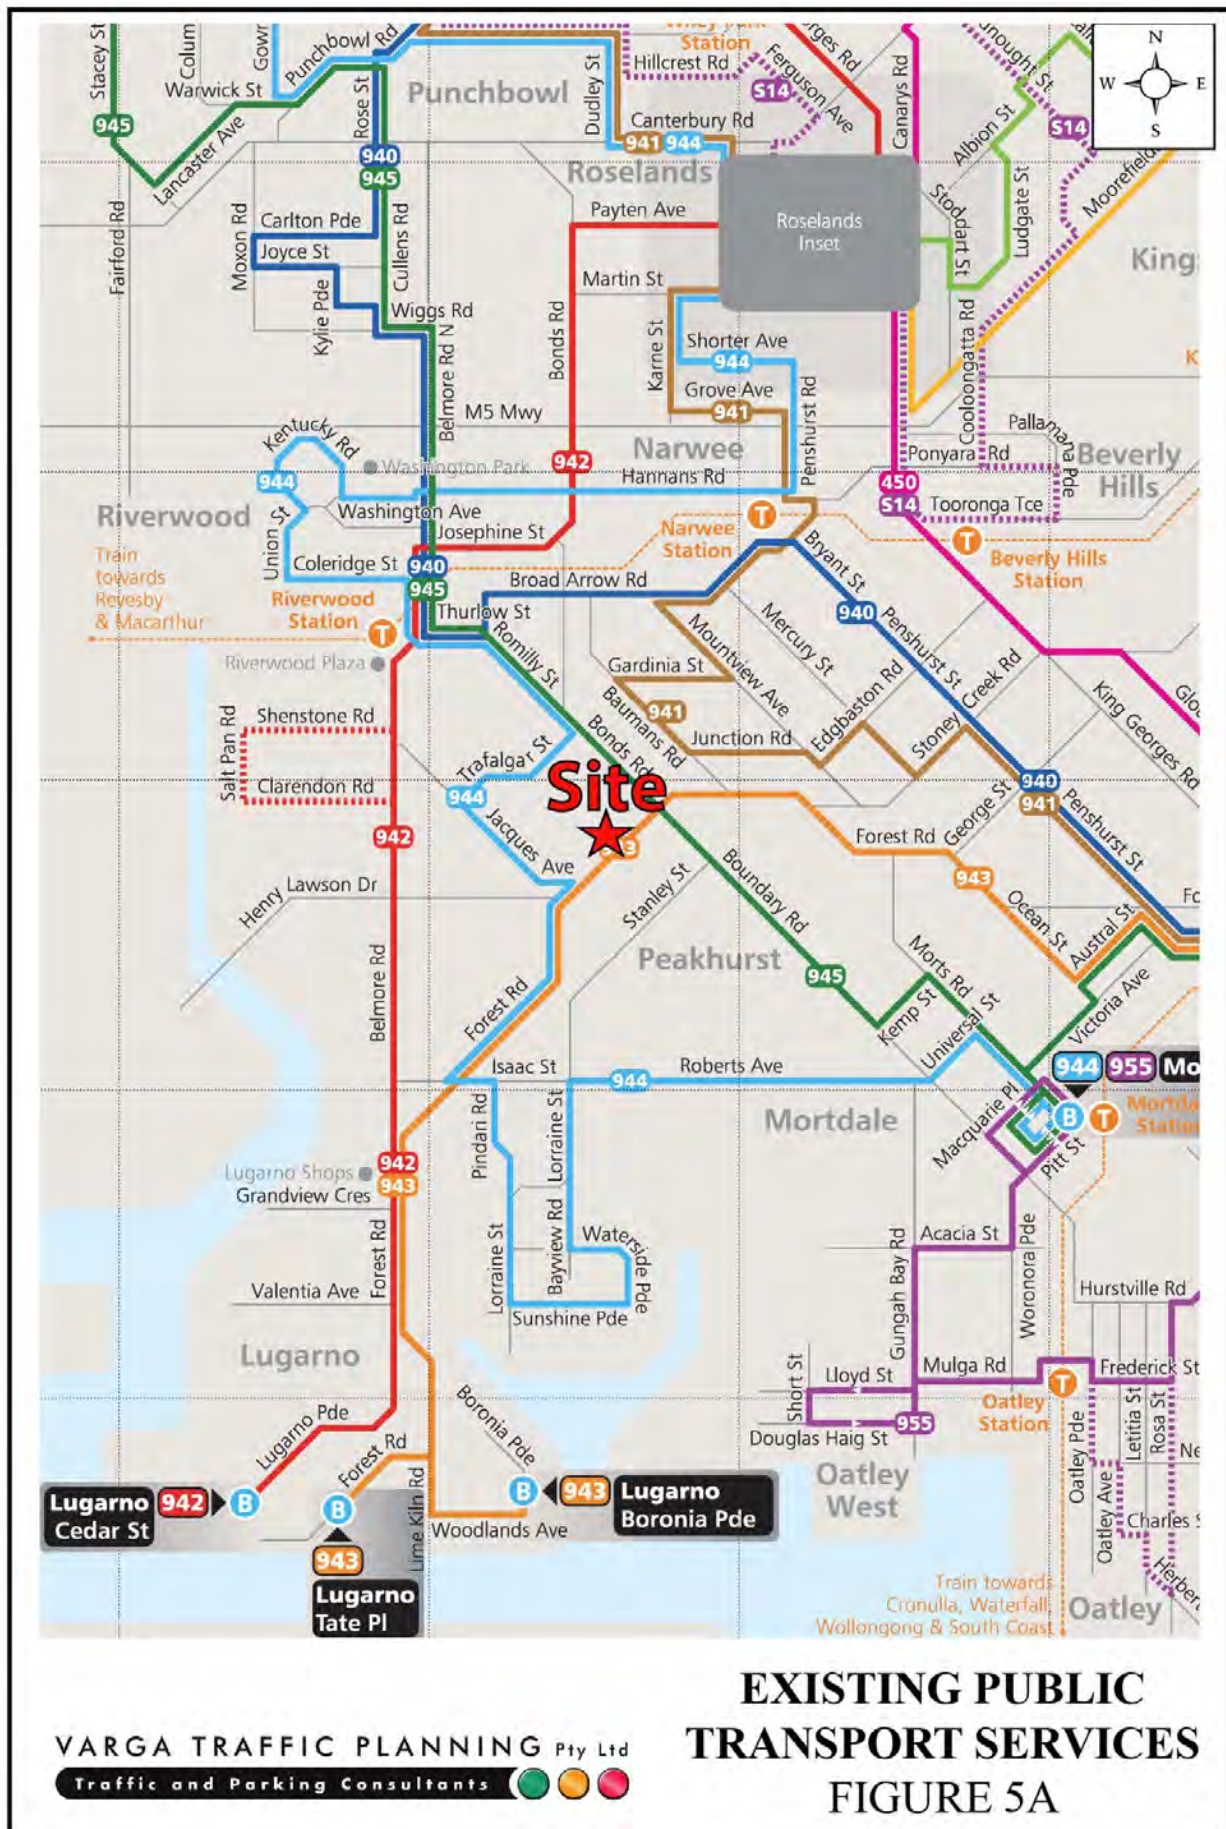 Stacey St
Colum
Gowr
Punchbowl Rd
Warwick St
Lancaster Ave
945
Rose St
Punchbowl
Dudley St
Station
Hillcrest Rd
S14
Ferguson Ave
rges Rd
Canarys Rd
Albion St
S14
N
W
E
S
Canterbury Rd
941
944
940
945
Roselands
Payten Ave
Roselands
Inset
Stoddart St
Ludgate St
Moorefiel
King
Fairford Rd
Moxon Rd
Carlton Pde
Joyce St
Kylie Pde
Cullens Rd
Wiggs Rd
Belmore Rd N
Bonds Rd
Martin St
Karne St
Shorter Ave
944
Grove Ave
941
Penshurst Rd
Cooloongatta Rd
K
M5 Mwy
Kentucky Rd
Washington Park
942
Narwee
Hannans Rd
Pallamana Pde
Ponyara Rd
Beverly
Hills
944
450
S14
Tooronga Tce
Riverwood
Washington Ave
Union St
Josephine St
Narwee
Station
T
T
Beverly Hills
Station
Train
towards
Revesby
& Macarthur
Coleridge St
940
945
Riverwood
Station
T
Thurlow St
Broad Arrow Rd
Bryant St
940
Riverwood Plaza
Romilly St
Gardinia St
Mountview Ave
Mercury St
Penshurst St
Edgbaston Rd
Stoney Creek Rd
King Georges Rd
Glo
Salt Pan Rd
Shenstone Rd
Clarendon Rd
941
Baumans Rd
Junction Rd
Bonds Rd
Trafalgar St
944
Site
940
941
Penshurst St
942
Jacques Ave
Forest Rd
George St
943
Henry Lawson Dr
Stanley St
Boundary Rd
Ocean St
Austral St
Fo
Peakhurst
945
Morts Rd
Kemp St
Universal St
Victoria Ave
Belmore Rd
Forest Rd
Isaac St
944
Roberts Ave
944
955
Mo
B
T
Mortda
Station
Pindari Rd
Lorraine St
Mortdale
Macquarie Pl
Pitt St
Lugarno Shops
942
943
Grandview Cres
Forest Rd
Valentia Ave
Lorraine St
Bayview Rd
Waterside Pde
Sunshine Pde
Gungah Bay Rd
Acacia St
Woronora Pde
Hurstville Rd
Lugarno
Short St
Lloyd St
Mulga Rd
Frederick St
T
Oatley
Station
Oatley Pde
Letitia St
Rosa St
955
Douglas Haig St
Ne
Boronia Pde
Lugarno Pde
Forest Rd
Lime Kiln Rd
Oatley
West
Lugarno
Cedar St
942
B
B
B
943
Lugarno
Boronia Pde
Woodlands Ave
943
Lugarno
Tate Pl
Oatley Ave
Charles S
Herbert
Train towards
Cronulla, Waterfall,
Wollongong & South Coast
Oatley
EXISTING PUBLIC
TRANSPORT SERVICES
FIGURE 5A
VARGA TRAFFIC PLANNING Pty Ltd
Traffic and Parking Consultants